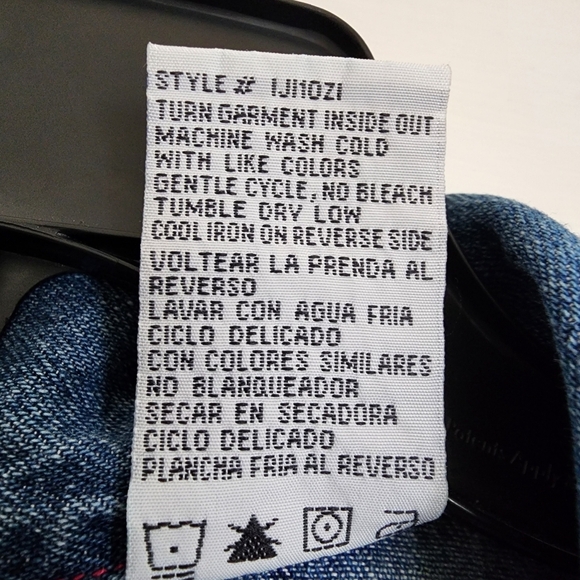 STYLE # 1J110Z1
TURN GARMENT INSIDE OUT
MACHINE WASH COLD
WITH LIKE COLORS
GENTLE CYCLE, NO BLEACH
TUMBLE DRY LOW
COOL IRON ON REVERSE SIDE
VOLTEAR LA PRENDA AL
REVERSO
LAVAR CON AGUA FRIA
CICLO DELICADO
CON COLORES SIMILARES
NO BLANQUEADOR
SECAR EN SECADORA
CICLO DELICADO
PLANCHA FRIA AL REVERSO